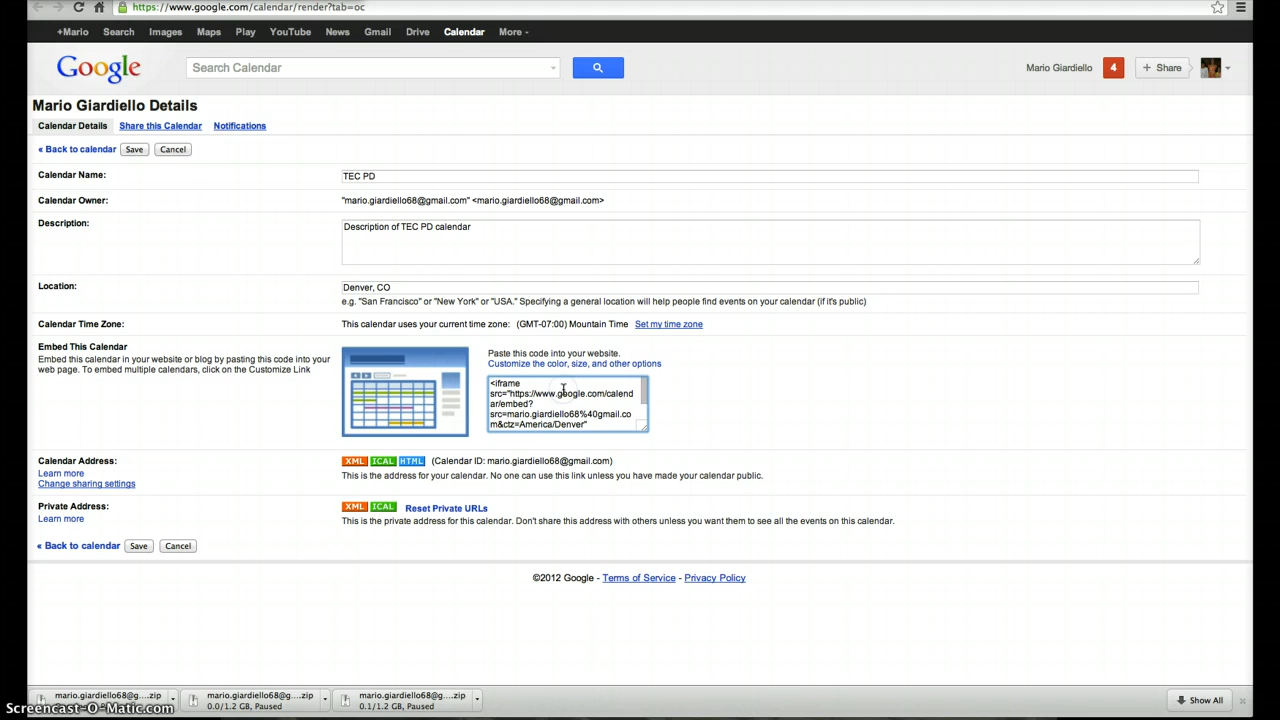 https://www.google.com/calendar/render?tab=oc
+Mario Search Images Maps Play YouTube News Gmail Drive Calendar More
Google
Search Calendar
Mario Giardiello 4 + Share
Mario Giardiello Details
Calendar Details Share this Calendar Notifications
« Back to calendar Save Cancel
Calendar Name: TEC PD
Calendar Owner: "mario.giardiello68@gmail.com" <mario.giardiello68@gmail.com>
Description: Description of TEC PD calendar
Location: Denver, CO
e.g. "San Francisco" or "New York" or "USA." Specifying a general location will help people find events on your calendar (if it's public)
Calendar Time Zone: This calendar uses your current time zone: (GMT-07:00) Mountain Time Set my time zone
Embed This Calendar
Embed this calendar in your website or blog by pasting this code into your
web page. To embed multiple calendars, click on the Customize Link
Paste this code into your website.
Customize the color, size, and other options
<iframe
src="https://www.google.com/calend
ar/embed?
src=mario.giardiello68%40gmail.co
m&ctz=America/Denver"
Calendar Address:
Learn more
Change sharing settings
XML ICAL HTML (Calendar ID: mario.giardiello68@gmail.com)
This is the address for your calendar. No one can use this link unless you have made your calendar public.
Private Address:
Learn more
XML ICAL Reset Private URLs
This is the private address for this calendar. Don't share this address with others unless you want them to see all the events on this calendar.
« Back to calendar Save Cancel
©2012 Google - Terms of Service - Privacy Policy
mario.giardiello68@g....zip mario.giardiello68@g....zip mario.giardiello68@g....zip
0.0/1.2 GB, Paused 0.1/1.2 GB, Paused
Show All
Screencast-O-Matic.com